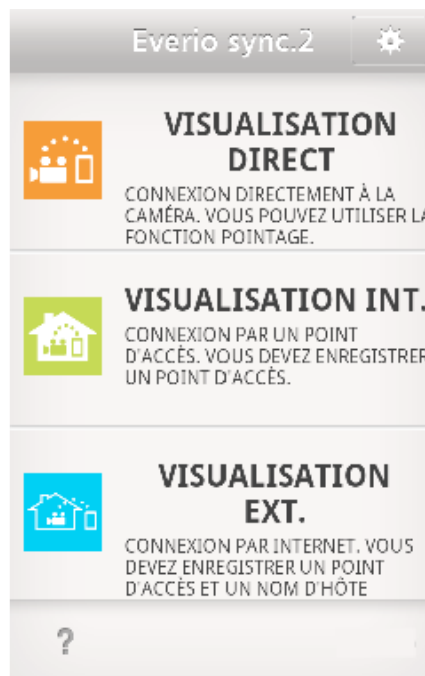 Everio sync.2
VISUALISATION
DIRECT
CONNEXION DIRECTEMENT À LA
CAMÉRA. VOUS POUVEZ UTILISER LA
FONCTION POINTAGE.
VISUALISATION INT.
CONNEXION PAR UN POINT
D'ACCÈS. VOUS DEVEZ ENREGISTRER
UN POINT D'ACCÈS.
VISUALISATION
EXT.
CONNEXION PAR INTERNET. VOUS
DEVEZ ENREGISTRER UN POINT
D'ACCÈS ET UN NOM D'HÔTE
?